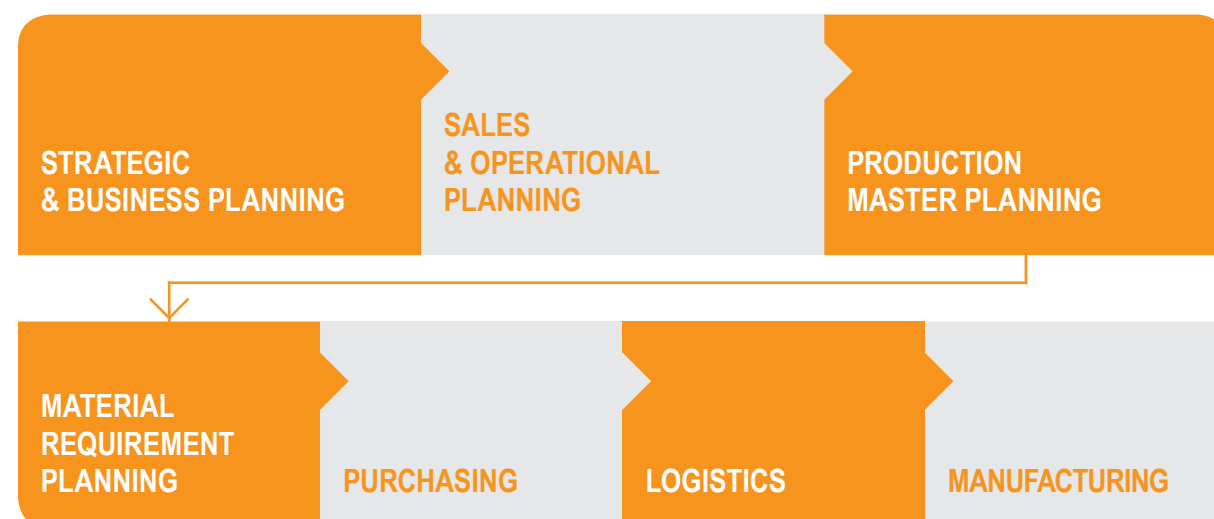 STRATEGIC
& BUSINESS PLANNING
SALES
& OPERATIONAL
PLANNING
PRODUCTION
MASTER PLANNING
MATERIAL
REQUIREMENT
PLANNING
PURCHASING
LOGISTICS
MANUFACTURING